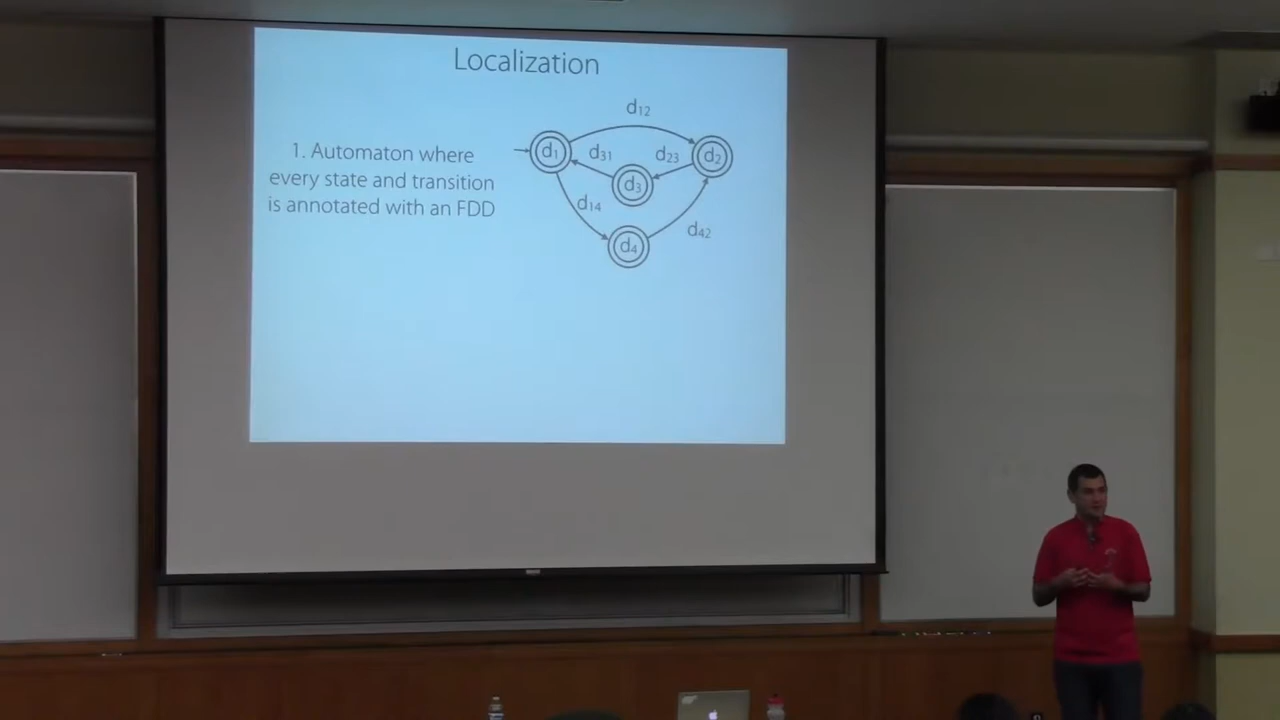 Localization
1. Automaton where
every state and transition
is annotated with an FDD
d12
d1
d31
d23
d2
d3
d14
d42
d4